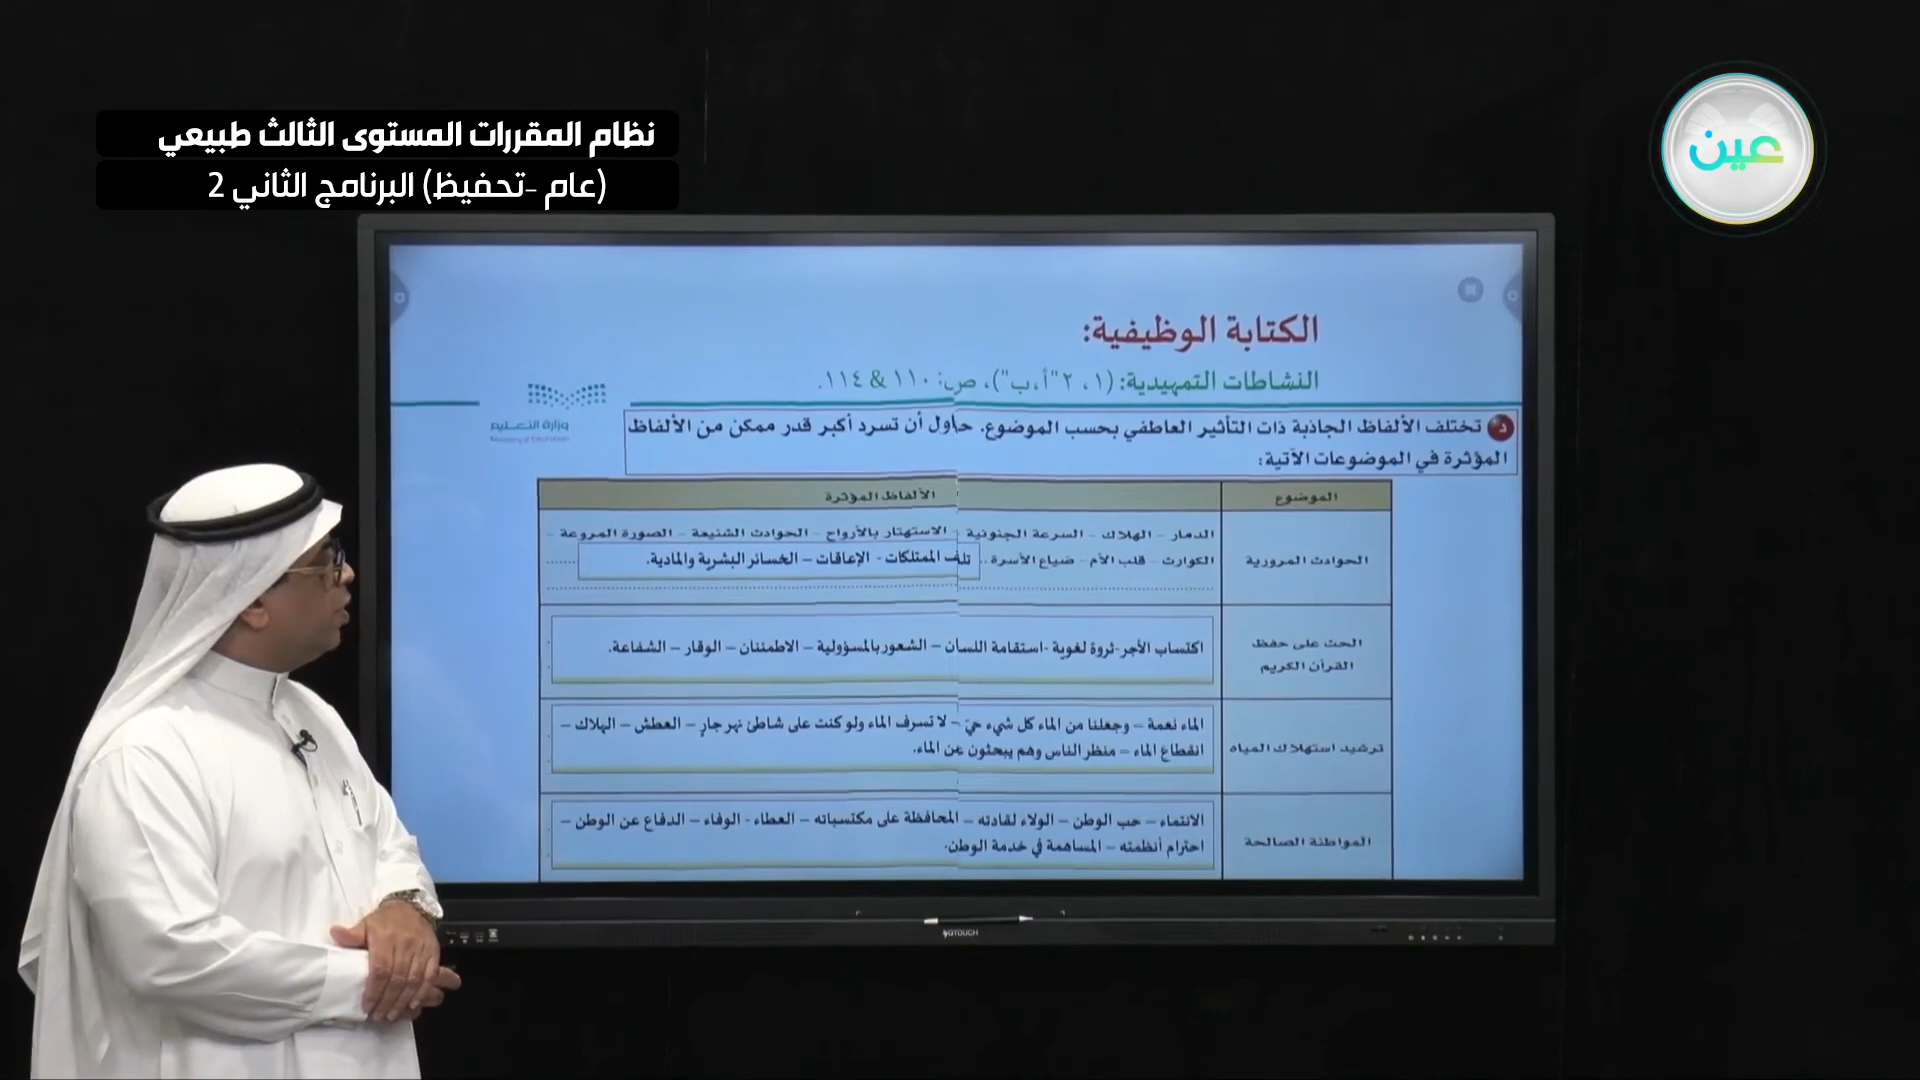 نظام المقررات المستوى الثالث طبيعي
(عام -تحفيظ) البرنامج الثاني 2
عين
الكتابة الوظيفية:
النشاطات التمهيدية: (١، ٢ "أ،ب")، ص: ١١٠ & ١١٤.
وزارة التعليم
Ministry of Education
د تختلف الألفاظ الجاذبة ذات التأثير العاطفي بحسب الموضوع. حاول أن تسرد أكبر قدر ممكن من الألفاظ
المؤثرة في الموضوعات الآتية:
الموضوع
الألفاظ المؤثرة
الحوادث المرورية
الدمار – الهلاك – السرعة الجنونية – الاستهتار بالأرواح – الحوادث الشنيعة – الصورة المروعة –
الكوارث – قلب الأم – ضياع الأسرة .. تلف الممتلكات - الإعاقات – الخسائر البشرية والمادية.
الحث على حفظ
القرآن الكريم
اكتساب الأجر-ثروة لغوية -استقامة اللسان – الشعور بالمسؤولية – الاطمئنان – الوقار – الشفاعة.
ترشيد استهلاك المياه
الماء نعمة – وجعلنا من الماء كل شيء حيّ – لا تسرف الماء ولو كنت على شاطئ نهر جارٍ – العطش – الهلاك –
انقطاع الماء – منظر الناس وهم يبحثون عن الماء.
المواطنة الصالحة
الانتماء – حب الوطن – الولاء لقادته – المحافظة على مكتسباته – العطاء - الوفاء – الدفاع عن الوطن –
احترام أنظمته – المساهمة في خدمة الوطن.
IQTOUCH